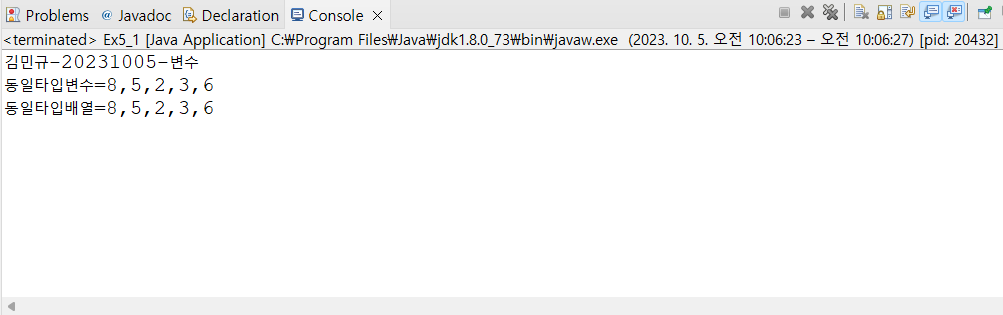 Problems @ Javadoc Declaration Console
<terminated> Ex5_1 [Java Application] C:₩Program Files₩Java₩jdk1.8.0_73₩bin₩javaw.exe (2023. 10. 5. 오전 10:06:23 – 오전 10:06:27) [pid: 20432]
김민규-20231005-변수
동일타입변수=8,5,2,3,6
동일타입배열=8,5,2,3,6